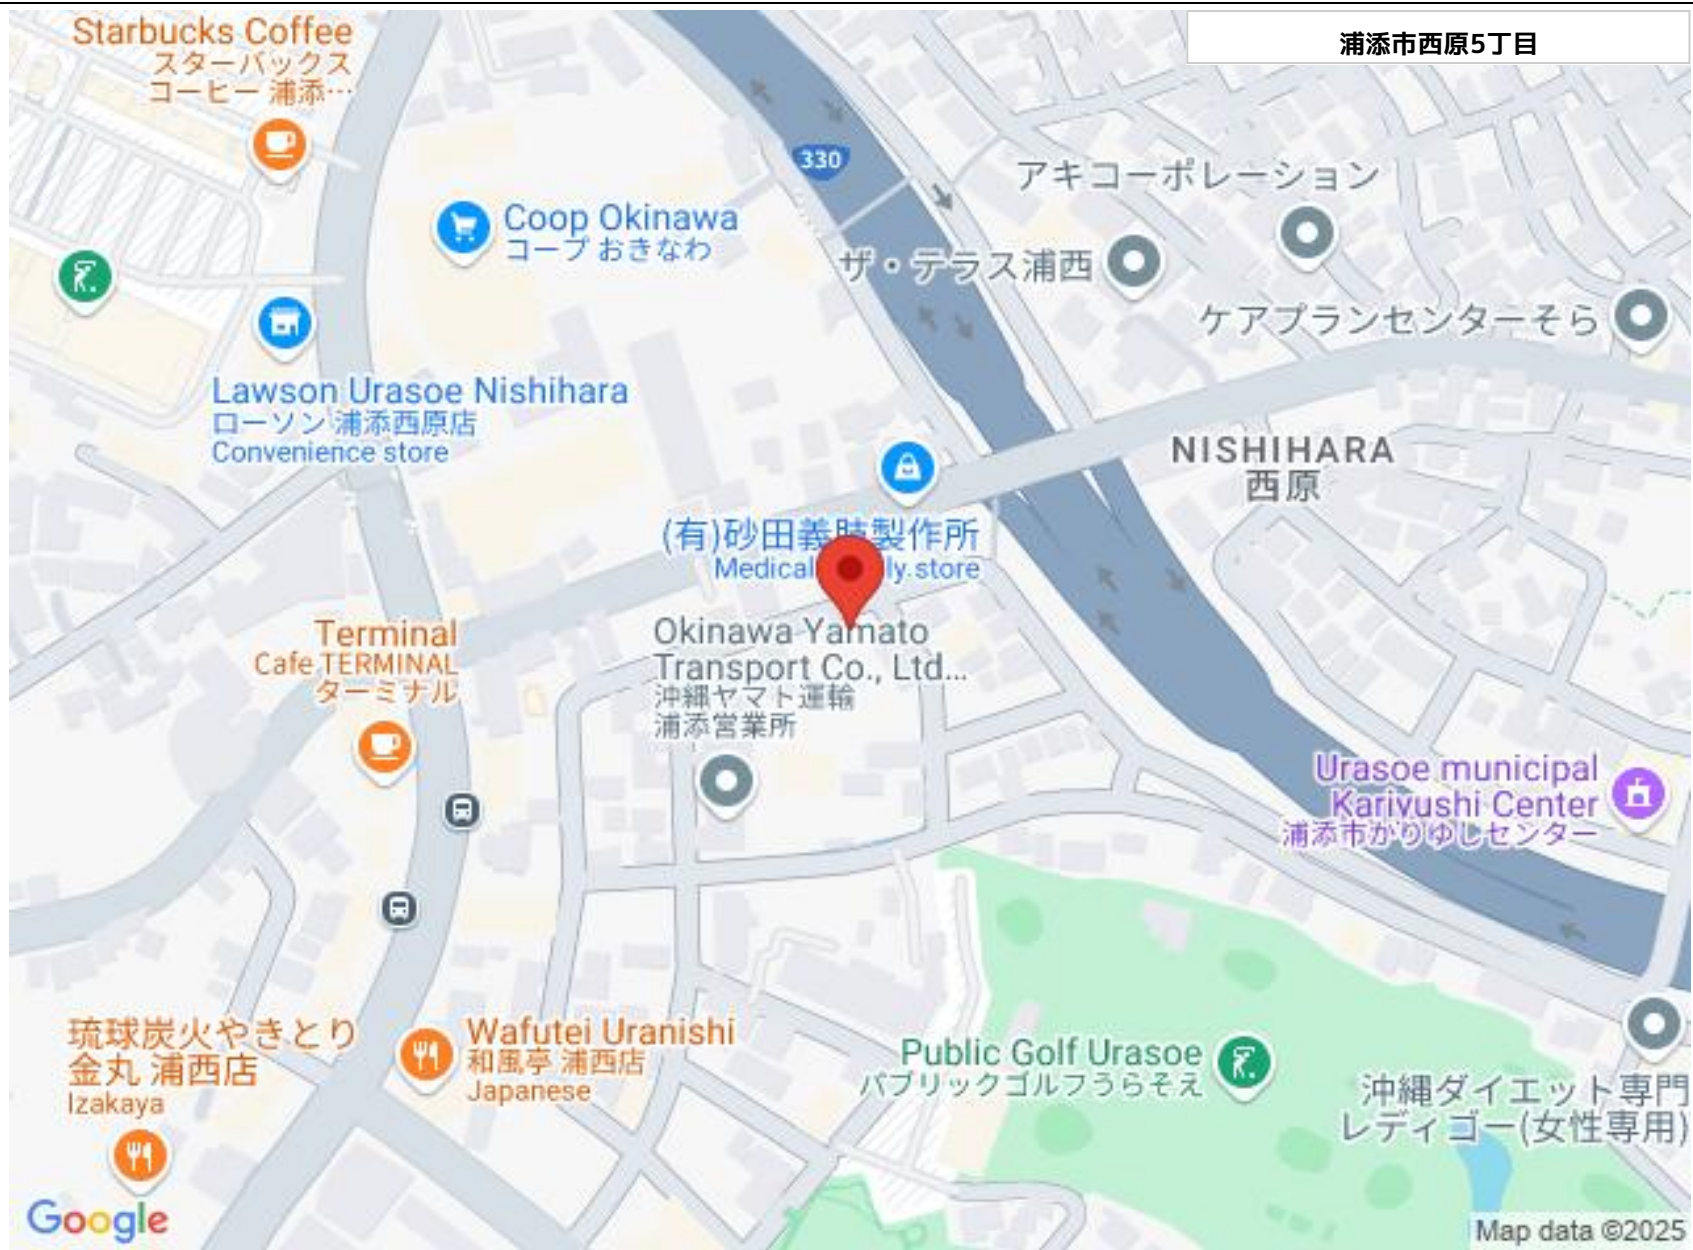 浦添市西原5丁目
Starbucks Coffee
スターバックス
コーヒー 浦添…
330
アキコーポレーション
Coop Okinawa
コープ おきなわ
ザ・テラス浦西
ケアプランセンターそら
Lawson Urasoe Nishihara
ローソン 浦添西原店
Convenience store
NISHIHARA
西原
(有)砂田義肢製作所
Medical
store
Terminal
Cafe TERMINAL
ターミナル
Okinawa Yamato
Transport Co., Ltd...
沖縄ヤマト運輸
浦添営業所
Urasoe municipal
Kariyushi Center
浦添市かりゆしセンター
琉球炭火やきとり
金丸 浦西店
Izakaya
Wafutei Uranishi
和風亭 浦西店
Japanese
Public Golf Urasoe
パブリックゴルフうらそえ
沖縄ダイエット専門
レディゴー(女性専用)
Google
Map data ©2025